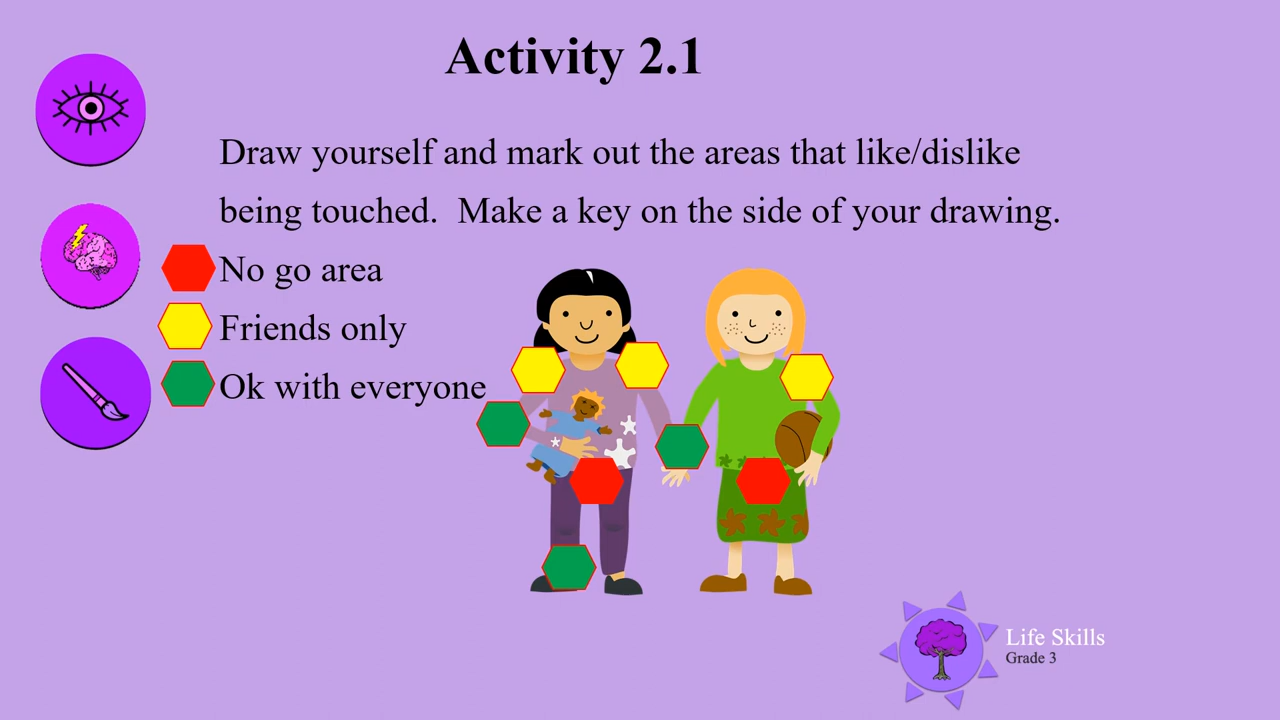 Activity 2.1
Draw yourself and mark out the areas that like/dislike
being touched.  Make a key on the side of your drawing.
No go area
Friends only
Ok with everyone
Life Skills
Grade 3